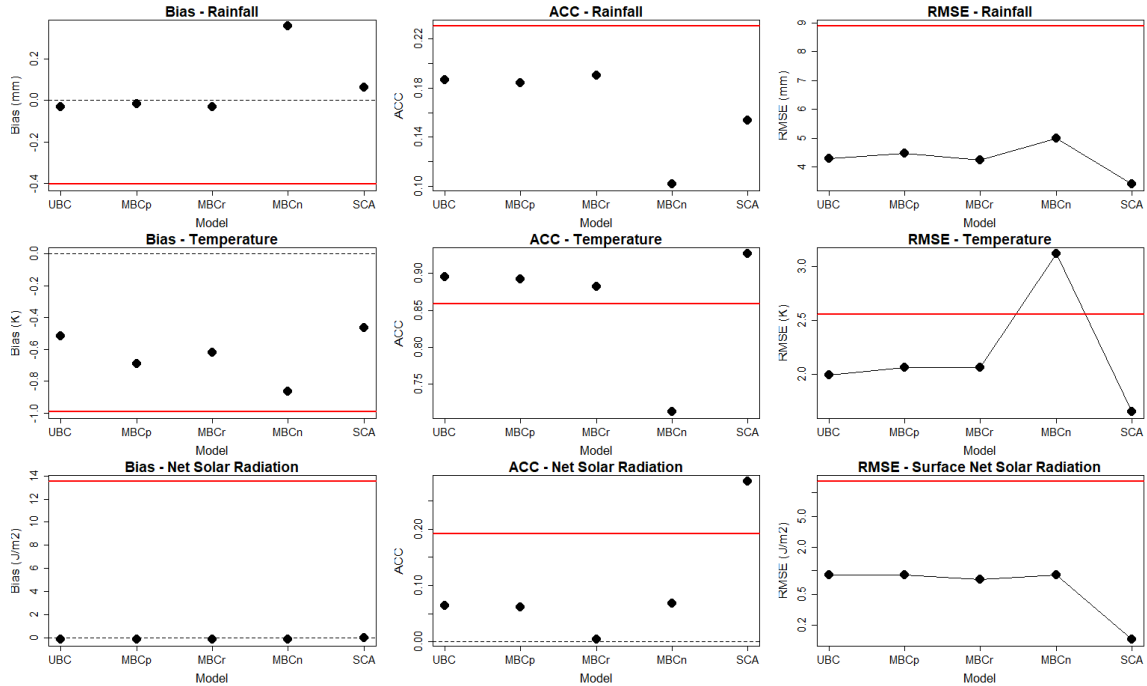 Bias - Rainfall
Bias (mm)
0.2
0.0
-0.2
-0.4
UBC MBCp MBCr MBCn SCA
Model
ACC - Rainfall
ACC
0.22
0.18
0.14
0.10
UBC MBCp MBCr MBCn SCA
Model
RMSE - Rainfall
RMSE (mm)
9
8
7
6
5
4
UBC MBCp MBCr MBCn SCA
Model
Bias - Temperature
Bias (K)
0.0
-0.2
-0.4
-0.6
-0.8
-1.0
UBC MBCp MBCr MBCn SCA
Model
ACC - Temperature
ACC
0.90
0.85
0.80
0.75
UBC MBCp MBCr MBCn SCA
Model
RMSE - Temperature
RMSE (K)
3.0
2.5
2.0
UBC MBCp MBCr MBCn SCA
Model
Bias - Net Solar Radiation
Bias (J/m2)
14
12
10
8
6
4
2
0
UBC MBCp MBCr MBCn SCA
Model
ACC - Net Solar Radiation
ACC
0.20
0.10
0.00
UBC MBCp MBCr MBCn SCA
Model
RMSE - Surface Net Solar Radiation
RMSE (J/m2)
5.0
2.0
0.5
0.2
UBC MBCp MBCr MBCn SCA
Model